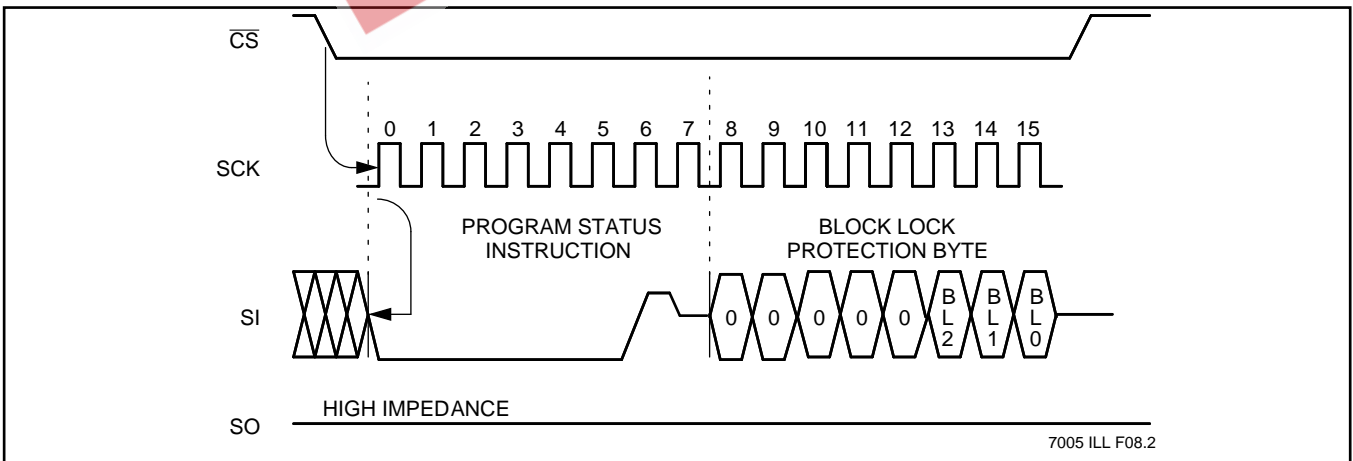 CS
0 1 2 3 4 5 6 7 8 9 10 11 12 13 14 15
SCK
PROGRAM STATUS
INSTRUCTION
BLOCK LOCK
PROTECTION BYTE
SI
0 0 0 0 0 BL2 BL1 BL0
HIGH IMPEDANCE
SO
7005 ILL F08.2